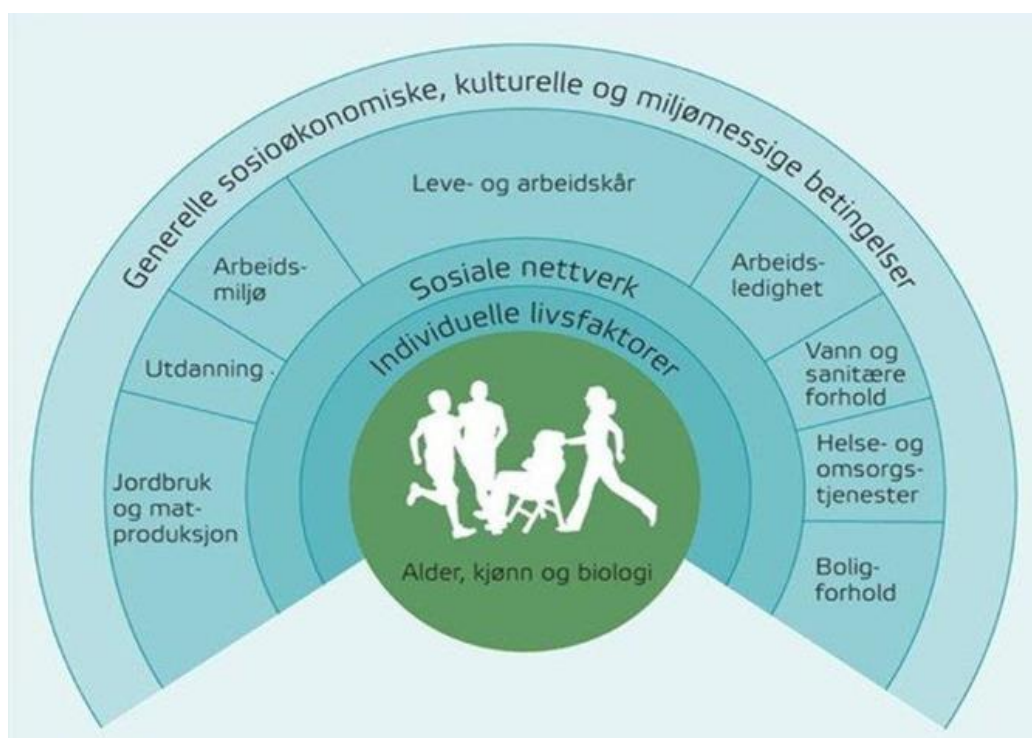 Generelle sosioøkonomiske, kulturelle og miljømessige betingelser
Leve- og arbeidskår
Arbeids-
miljø
Arbeids-
ledighet
Sosiale nettverk
Individuelle livsfaktorer
Utdanning
Vann og
sanitære
forhold
Jordbruk
og mat-
produksjon
Helse- og
omsorgs-
tjenester
Alder, kjønn og biologi
Bolig-
forhold